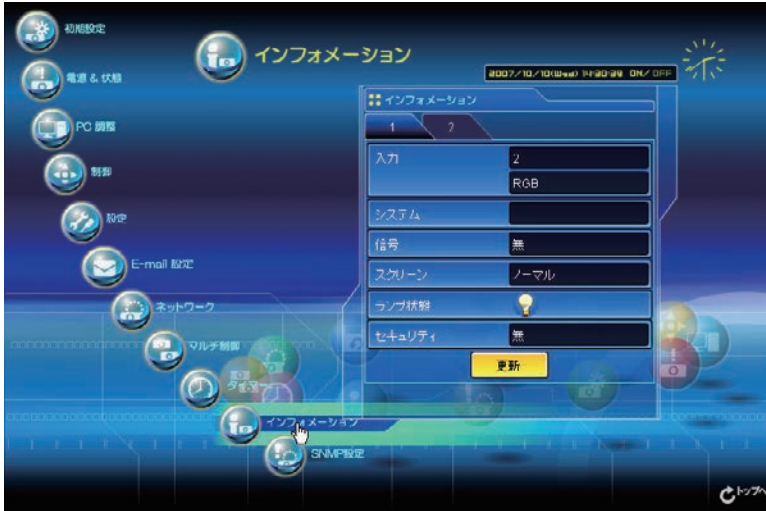 初期設定
電源 & 状態
PC 調整
制御
設定
E-mail 設定
ネットワーク
マルチ制御
タイマー
インフォメーション
SNMP設定
インフォメーション
2007/10/10(Wed) 14:20:39 ON/OFF
インフォメーション
1 2
入力 2
RGB
システム
信号 無
スクリーン ノーマル
ランプ状態
セキュリティ 無
更新
トップへ